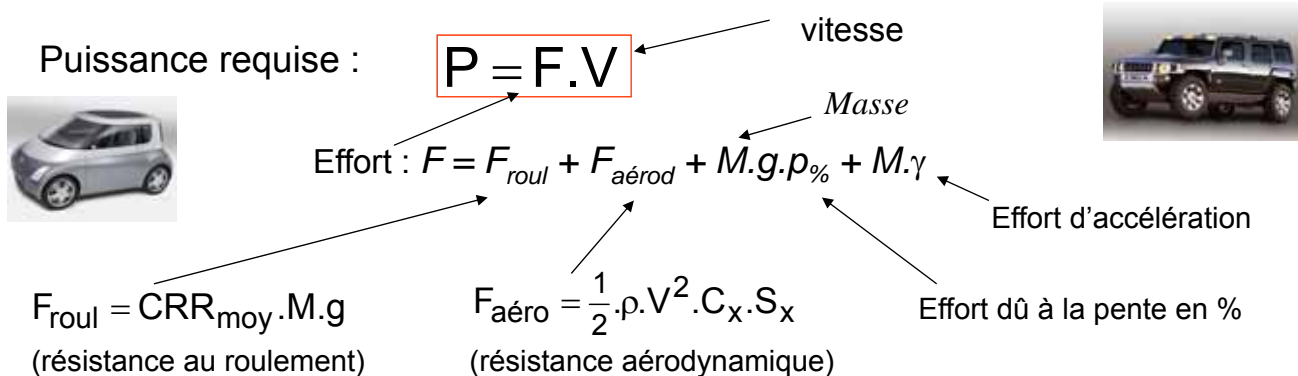 vitesse
Puissance requise : P = F.V
Masse
Effort : F = F_roul + F_aérod + M.g.p_% + M.γ
Effort d'accélération
F_roul = CRR_moy.M.g
F_aéro = 1/2.ρ.V².C_x.S_x
Effort dû à la pente en %
(résistance au roulement)
(résistance aérodynamique)